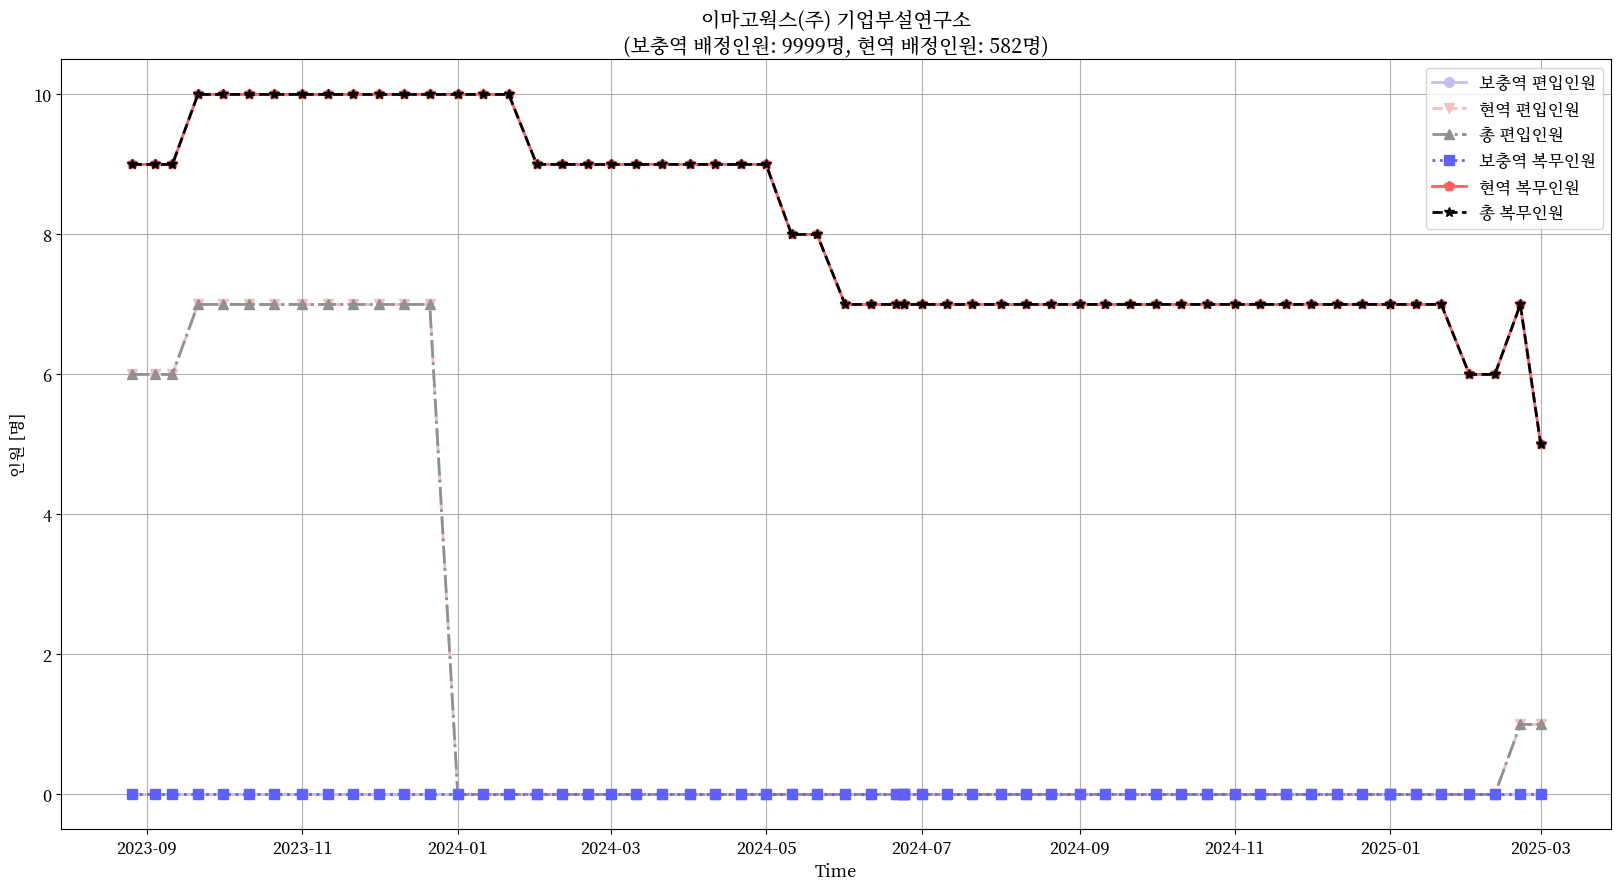 이마고웍스(주) 기업부설연구소
(보충역 배정인원: 9999명, 현역 배정인원: 582명)
보충역 편입인원
현역 편입인원
총 편입인원
보충역 복무인원
현역 복무인원
총 복무인원
인원 [명]
10
8
6
4
2
0
2023-09
2023-11
2024-01
2024-03
2024-05
2024-07
2024-09
2024-11
2025-01
2025-03
Time